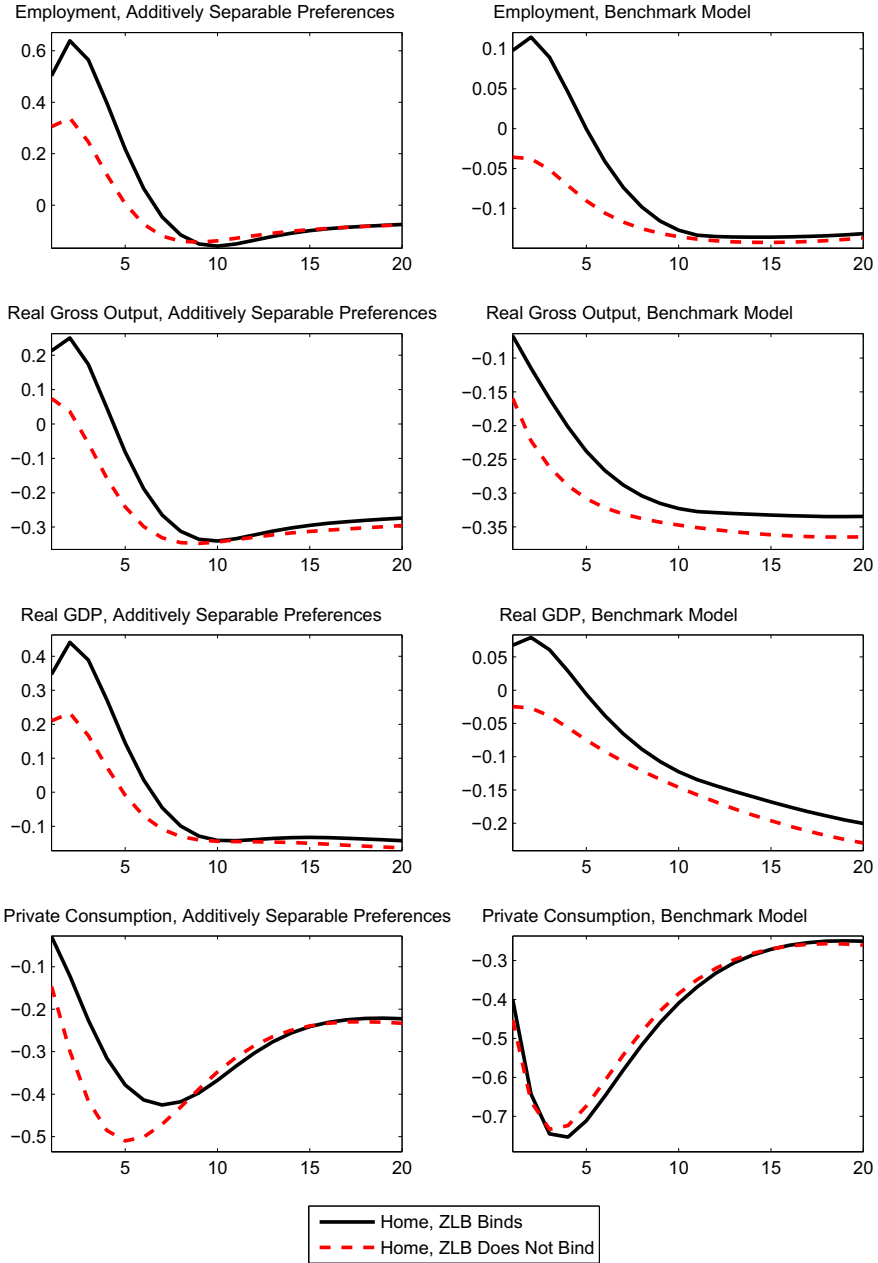 Employment, Additively Separable Preferences
0.6
0.4
0.2
0
5 10 15 20
Employment, Benchmark Model
0.1
0.05
0
−0.05
−0.1
5 10 15 20
Real Gross Output, Additively Separable Preferences
0.2
0.1
0
−0.1
−0.2
−0.3
5 10 15 20
Real Gross Output, Benchmark Model
−0.1
−0.15
−0.2
−0.25
−0.3
−0.35
5 10 15 20
Real GDP, Additively Separable Preferences
0.4
0.3
0.2
0.1
0
−0.1
5 10 15 20
Real GDP, Benchmark Model
0.05
0
−0.05
−0.1
−0.15
−0.2
5 10 15 20
Private Consumption, Additively Separable Preferences
−0.1
−0.2
−0.3
−0.4
−0.5
5 10 15 20
Private Consumption, Benchmark Model
−0.3
−0.4
−0.5
−0.6
−0.7
5 10 15 20
Home, ZLB Binds
Home, ZLB Does Not Bind